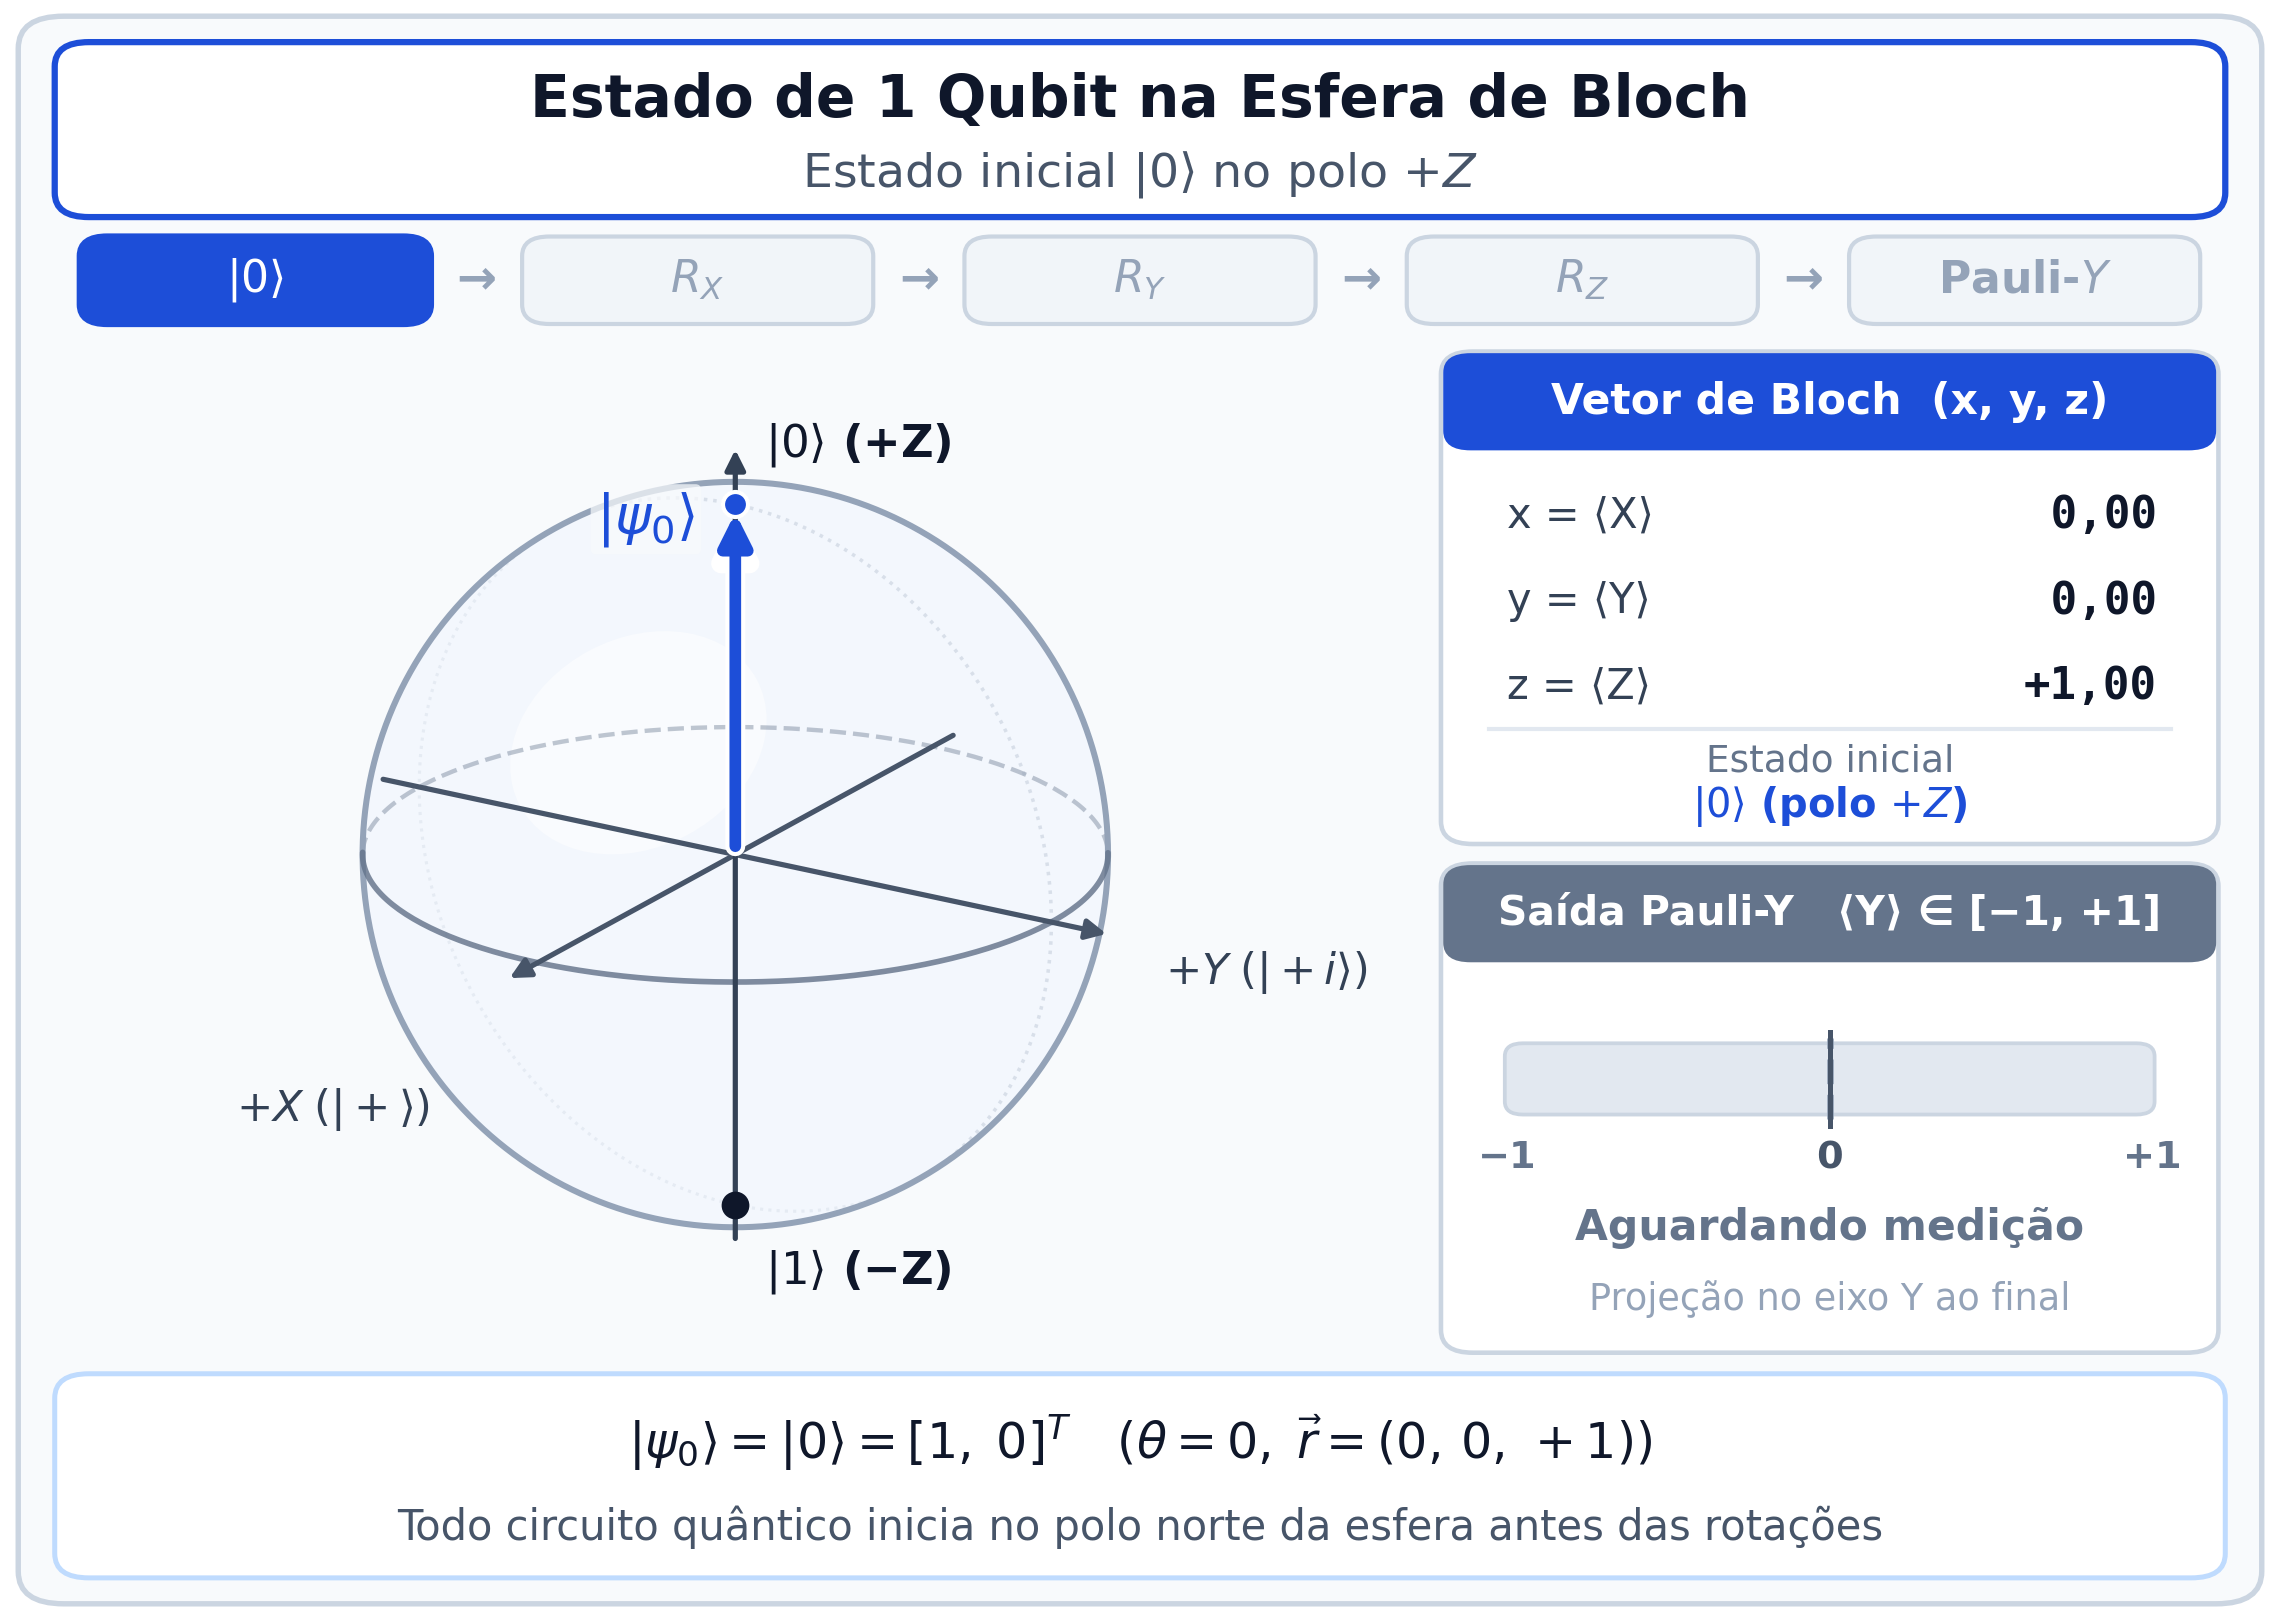 Estado de 1 Qubit na Esfera de Bloch
Estado inicial |0⟩ no polo +Z
|0⟩ → R_X → R_Y → R_Z → Pauli-Y
|0⟩ (+Z)
|ψ₀⟩
+Y (| + i⟩)
+X (| + ⟩)
|1⟩ (−Z)
Vetor de Bloch (x, y, z)
x = ⟨X⟩ 0,00
y = ⟨Y⟩ 0,00
z = ⟨Z⟩ +1,00
Estado inicial
|0⟩ (polo +Z)
Saída Pauli-Y ⟨Y⟩ ∈ [−1, +1]
−1 0 +1
Aguardando medição
Projeção no eixo Y ao final
|ψ₀⟩ = |0⟩ = [1, 0]ᵀ (θ = 0, r⃗ = (0, 0, +1))
Todo circuito quântico inicia no polo norte da esfera antes das rotações